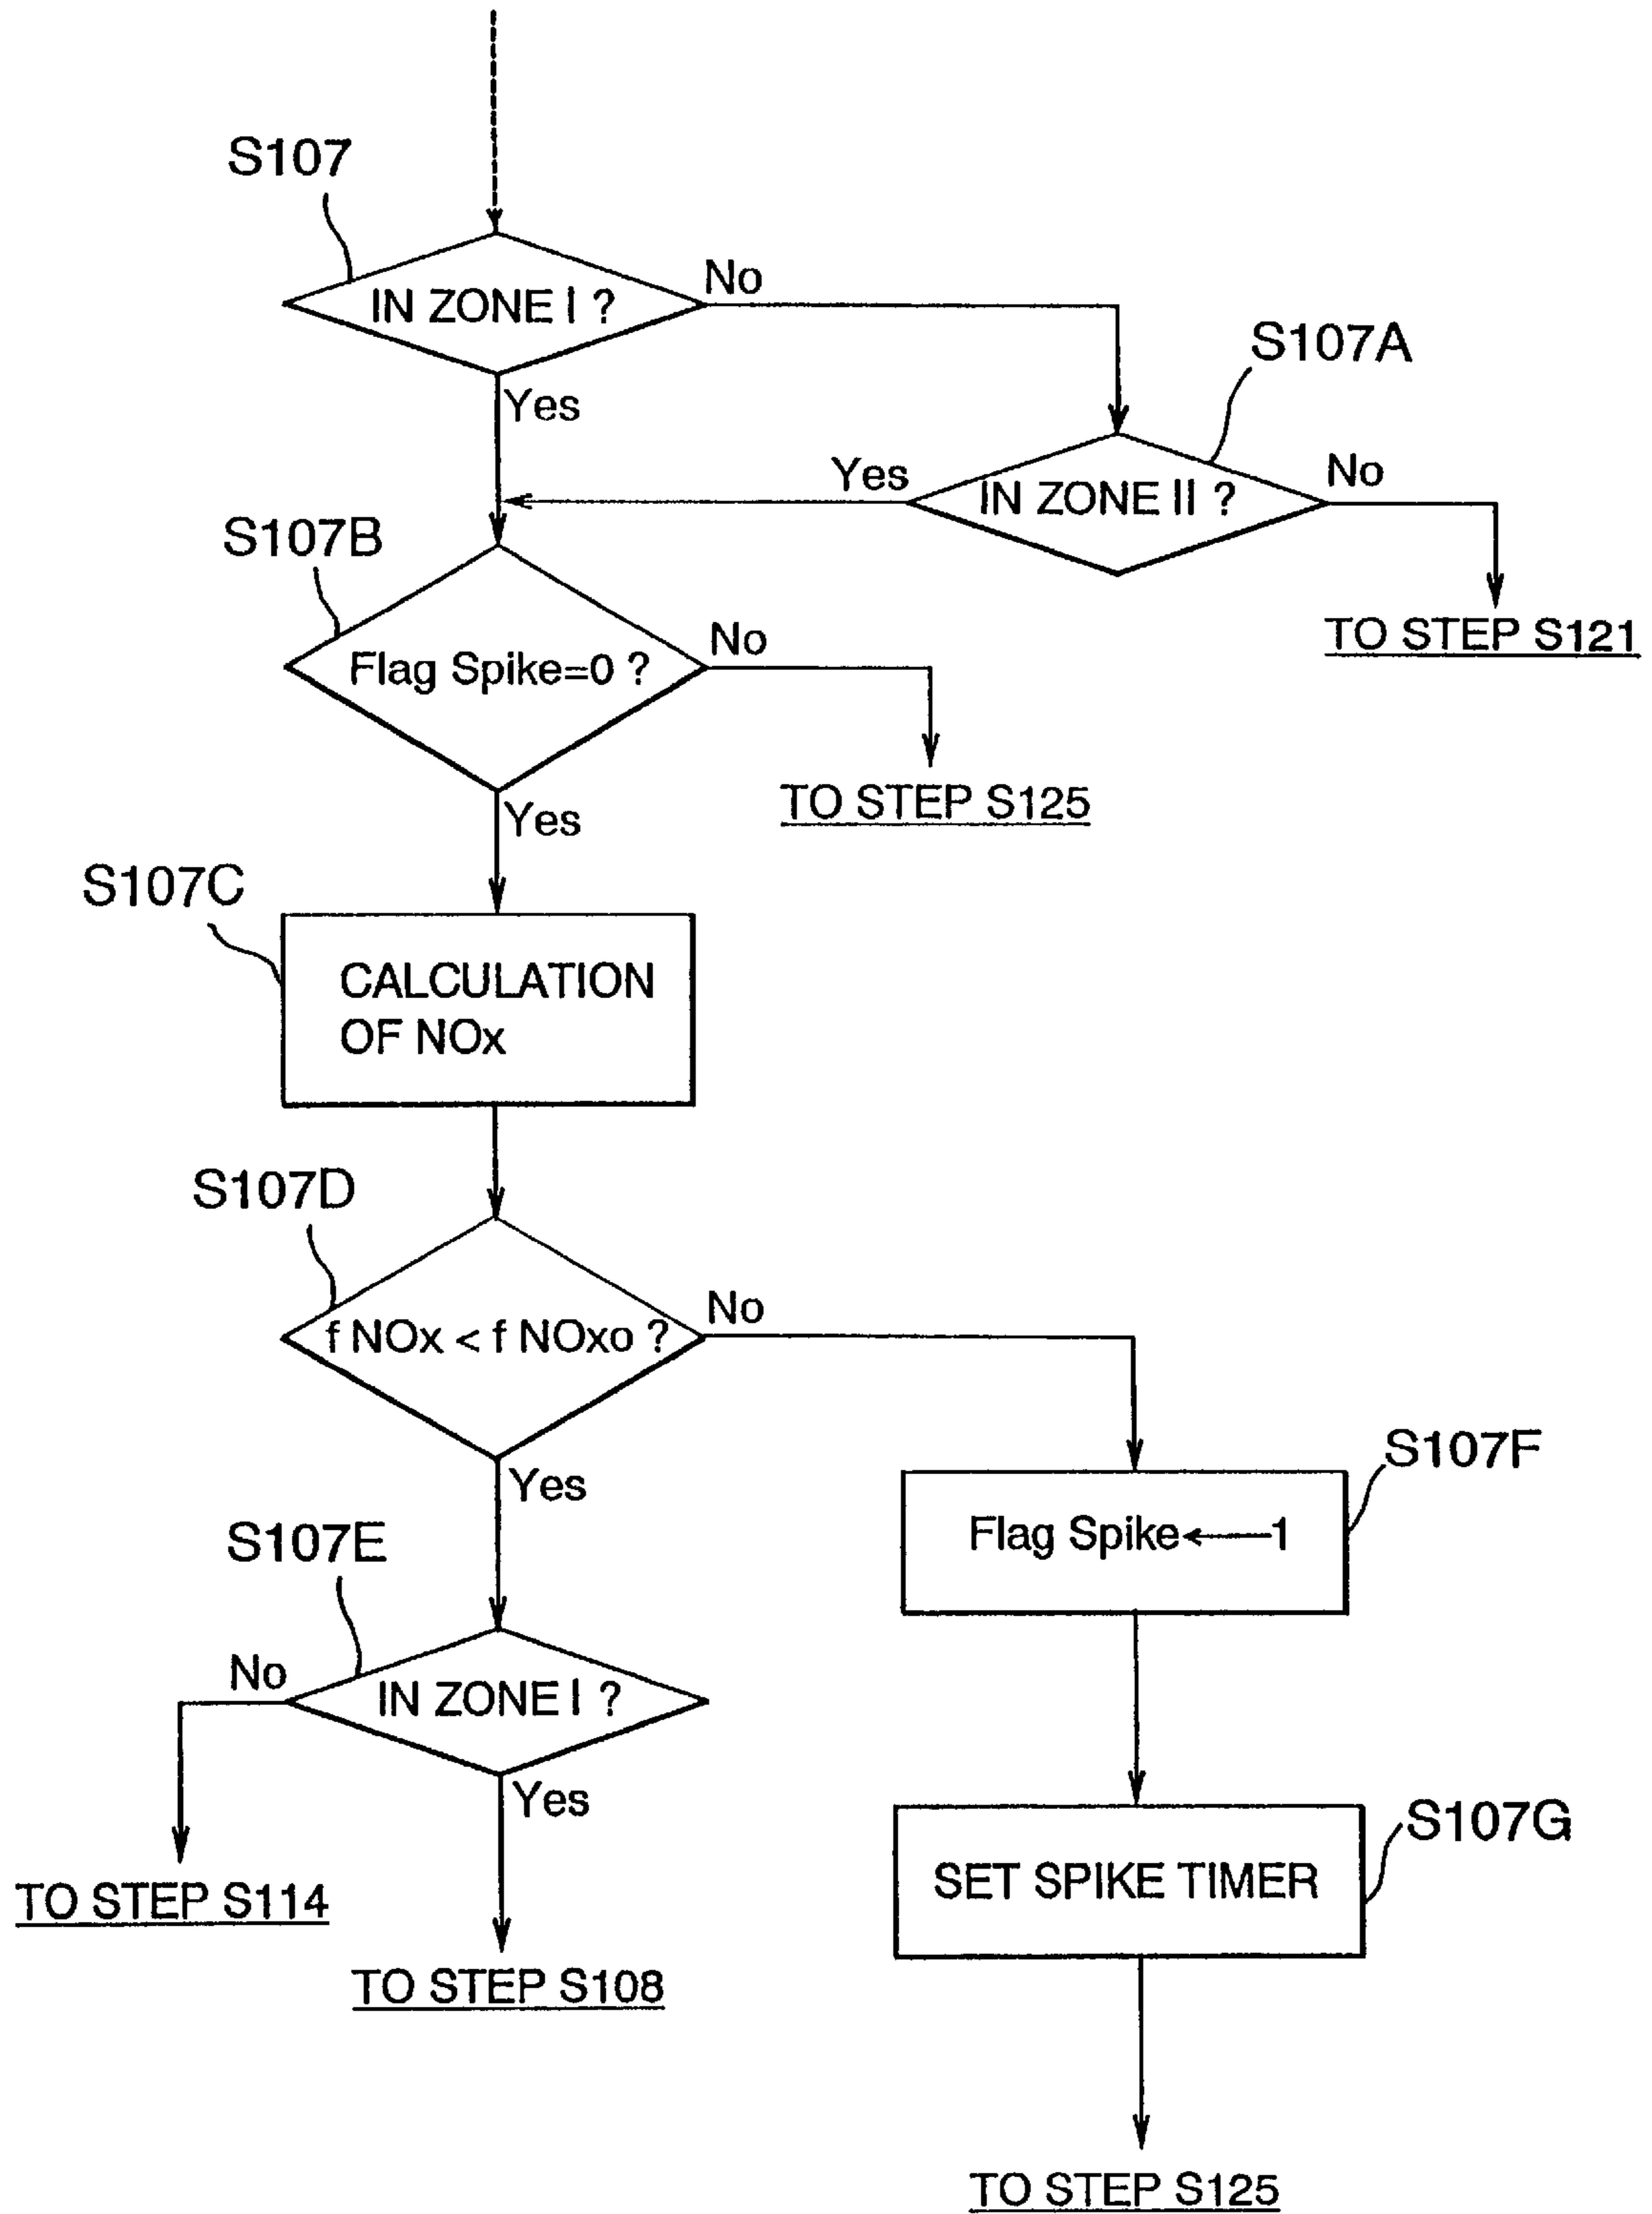 S107
IN ZONE I ?
No
Yes
S107A
IN ZONE II ?
Yes
No
TO STEP S121
S107B
Flag Spike=0 ?
No
TO STEP S125
Yes
S107C
CALCULATION
OF NOx
S107D
f NOx < f NOxo ?
No
Yes
S107F
Flag Spike←1
S107E
IN ZONE I ?
No
Yes
S107G
SET SPIKE TIMER
TO STEP S114
TO STEP S108
TO STEP S125